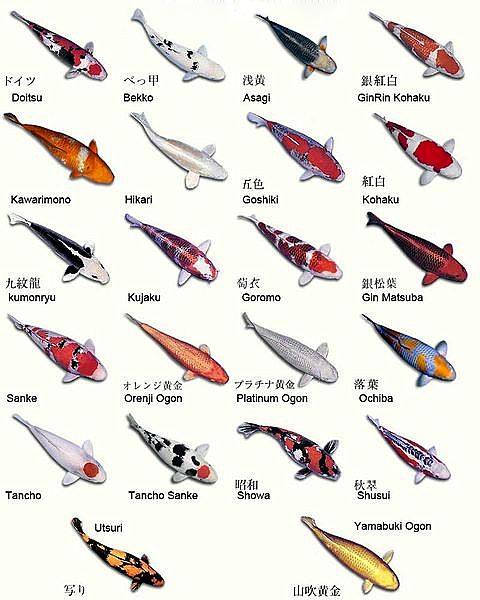 ドイツ
Doitsu
べっ甲
Bekko
浅黄
Asagi
銀紅白
GinRin Kohaku
Kawarimono
Hikari
五色
Goshiki
紅白
Kohaku
九紋龍
kumonryu
Kujaku
萄衣
Goromo
銀松葉
Gin Matsuba
Sanke
オレンジ黄金
Orenji Ogon
プラチナ黄金
Platinum Ogon
落葉
Ochiba
Tancho
Tancho Sanke
昭和
Showa
秋翠
Shusui
Utsuri
写り
Yamabuki Ogon
山吹黄金